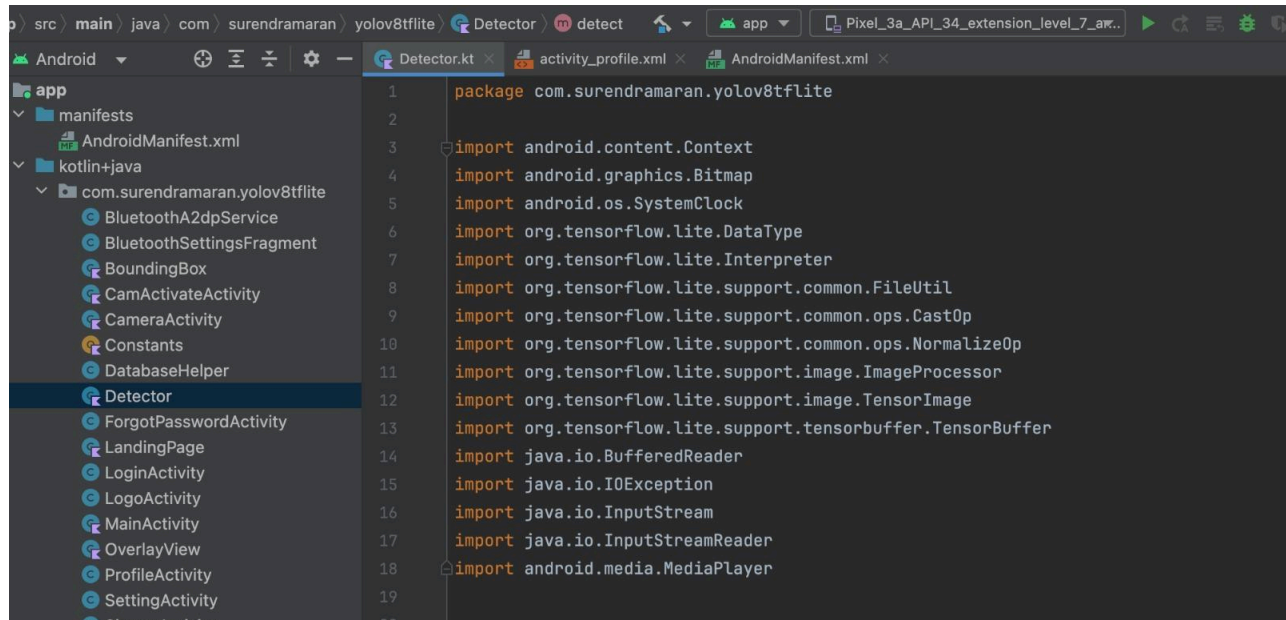 src main java com surendramaran yolov8tflite Detector detect app Pixel_3a_API_34_extension_level_7_a
Android Detector.kt activity_profile.xml AndroidManifest.xml
app
manifests
AndroidManifest.xml
kotlin+java
com.surendramaran.yolov8tflite
BluetoothA2dpService
BluetoothSettingsFragment
BoundingBox
CamActivateActivity
CameraActivity
Constants
DatabaseHelper
Detector
ForgotPasswordActivity
LandingPage
LoginActivity
LogoActivity
MainActivity
OverlayView
ProfileActivity
SettingActivity
1 package com.surendramaran.yolov8tflite
2
3 import android.content.Context
4 import android.graphics.Bitmap
5 import android.os.SystemClock
6 import org.tensorflow.lite.DataType
7 import org.tensorflow.lite.Interpreter
8 import org.tensorflow.lite.support.common.FileUtil
9 import org.tensorflow.lite.support.common.ops.CastOp
10 import org.tensorflow.lite.support.common.ops.NormalizeOp
11 import org.tensorflow.lite.support.image.ImageProcessor
12 import org.tensorflow.lite.support.image.TensorImage
13 import org.tensorflow.lite.support.tensorbuffer.TensorBuffer
14 import java.io.BufferedReader
15 import java.io.IOException
16 import java.io.InputStream
17 import java.io.InputStreamReader
18 import android.media.MediaPlayer
19